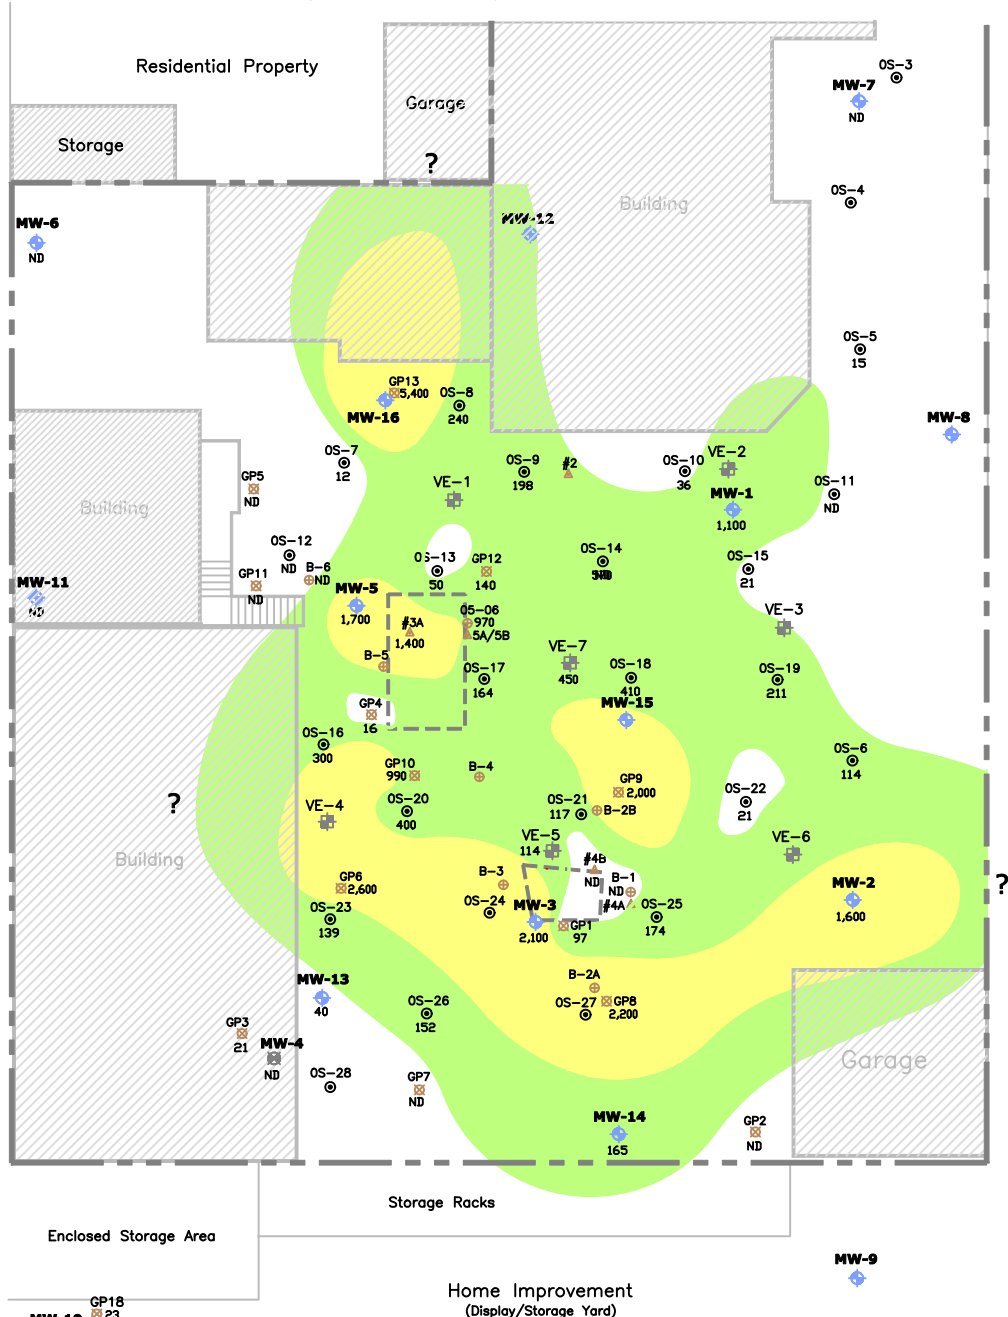 Residential Property
OS-3
MW-7
ND
Garage
Storage
?
OS-4
Building
MW-6
ND
MW-12
OS-5
GP13
5,400
MW-16
OS-8
240
MW-8
OS-7
12
OS-9
198
#2
OS-10
36
VE-2
GP5
ND
VE-1
MW-1
1,100
OS-11
ND
Building
OS-12
ND
B-6
ND
OS-13
50
GP12
140
OS-14
OS-15
21
GP11
ND
MW-11
ND
MW-5
1,700
#3A
1,400
05-06
970
5A/5B
VE-3
B-5
OS-17
164
VE-7
450
OS-18
410
OS-19
211
GP4
16
MW-15
OS-16
300
GP10
990
B-4
GP9
2,000
OS-6
114
?
VE-4
OS-20
400
OS-21
117
B-2B
OS-22
21
VE-5
114
VE-6
Building
#4B
ND
B-3
B-1
ND
#4A
GP6
2,600
MW-2
1,600
?
OS-23
139
OS-24
MW-3
2,100
GP1
97
OS-25
174
MW-13
40
B-2A
OS-26
152
OS-27
GP8
2,200
GP3
21
MW-4
ND
Garage
OS-28
GP7
ND
MW-14
165
GP2
ND
Storage Racks
Enclosed Storage Area
MW-9
Home Improvement
(Display/Storage Yard)
GP18
23